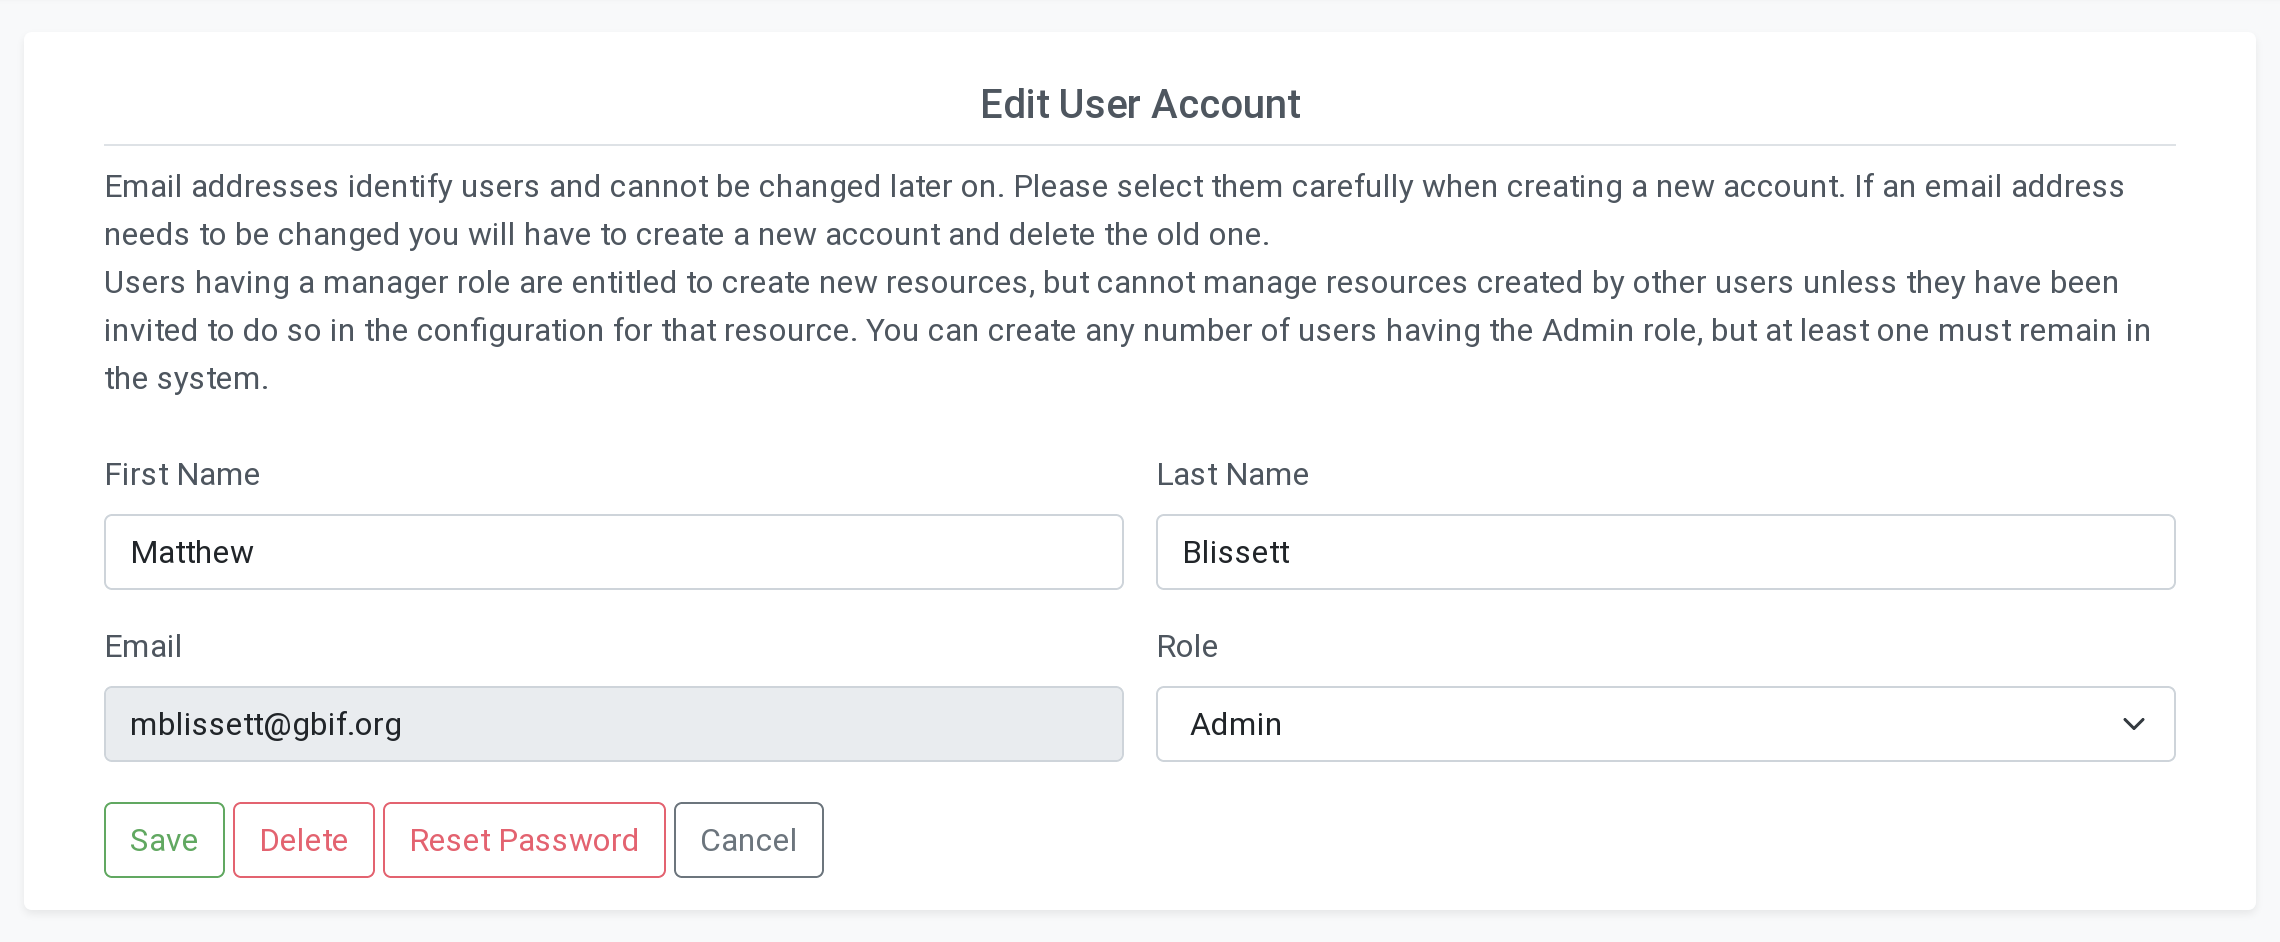 Edit User Account
Email addresses identify users and cannot be changed later on. Please select them carefully when creating a new account. If an email address
needs to be changed you will have to create a new account and delete the old one.
Users having a manager role are entitled to create new resources, but cannot manage resources created by other users unless they have been
invited to do so in the configuration for that resource. You can create any number of users having the Admin role, but at least one must remain in
the system.
First Name
Last Name
Matthew
Blissett
Email
Role
mblissett@gbif.org
Admin
Save
Delete
Reset Password
Cancel